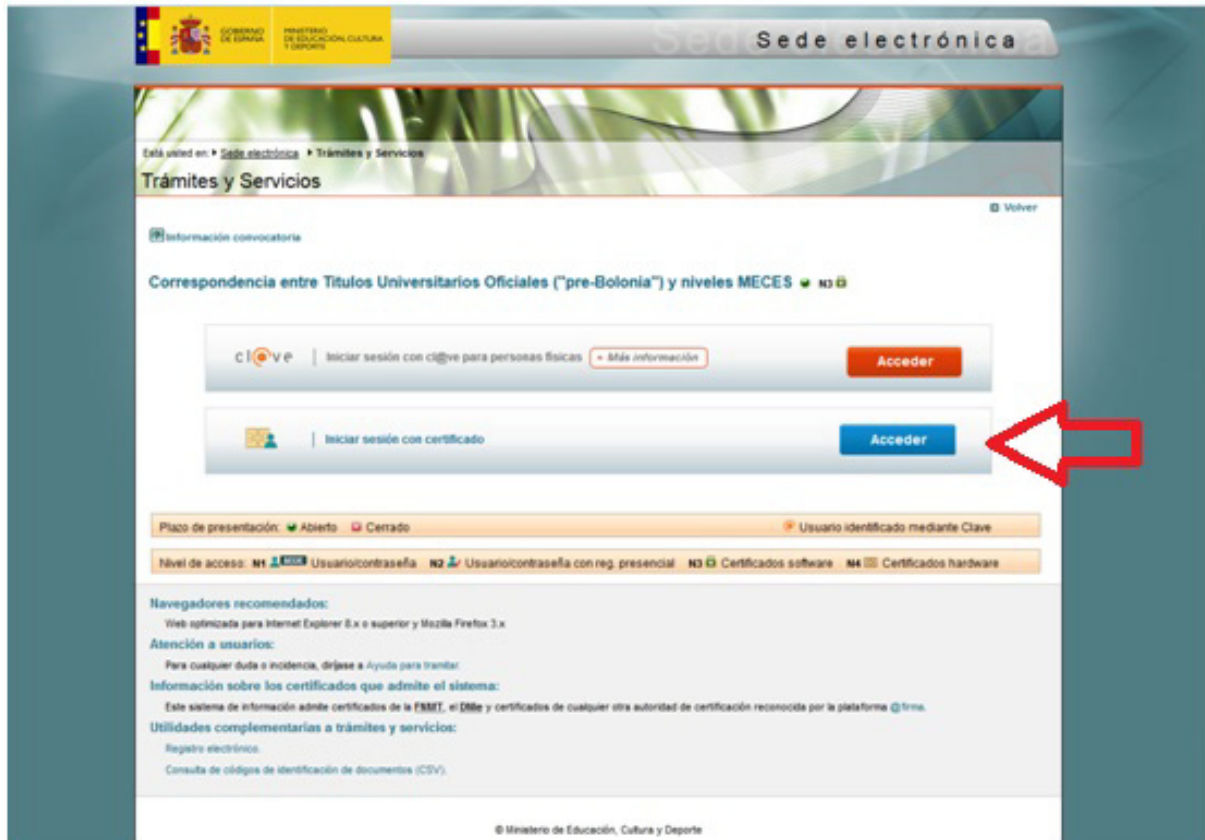 GOBIERNO DE ESPAÑA
MINISTERIO DE EDUCACIÓN, CULTURA Y DEPORTE
Sede electrónica
Está usted en: Sede electrónica Trámites y Servicios
Trámites y Servicios
Volver
Información convocatoria
Correspondencia entre Titulos Universitarios Oficiales ("pre-Bolonia") y niveles MECES N3
cl@ve | Iniciar sesión con cl@ve para personas físicas + Más información Acceder
| Iniciar sesión con certificado Acceder
Plazo de presentación: Abierto Cerrado Usuario identificado mediante Clave
Nivel de acceso: N1 Usuario/contraseña N2 Usuario/contraseña con reg. presencial N3 Certificados software N4 Certificados hardware
Navegadores recomendados:
Web optimizada para Internet Explorer 8.x o superior y Mozilla Firefox 3.x
Atención a usuarios:
Para cualquier duda o incidencia, diríjase a Ayuda para tramitar.
Información sobre los certificados que admite el sistema:
Este sistema de información admite certificados de la FNMT, el DNIe y certificados de cualquier otra autoridad de certificación reconocida por la plataforma @firma.
Utilidades complementarias a trámites y servicios:
Registro electrónico.
Consulta de códigos de identificación de documentos (CSV).
© Ministerio de Educación, Cultura y Deporte